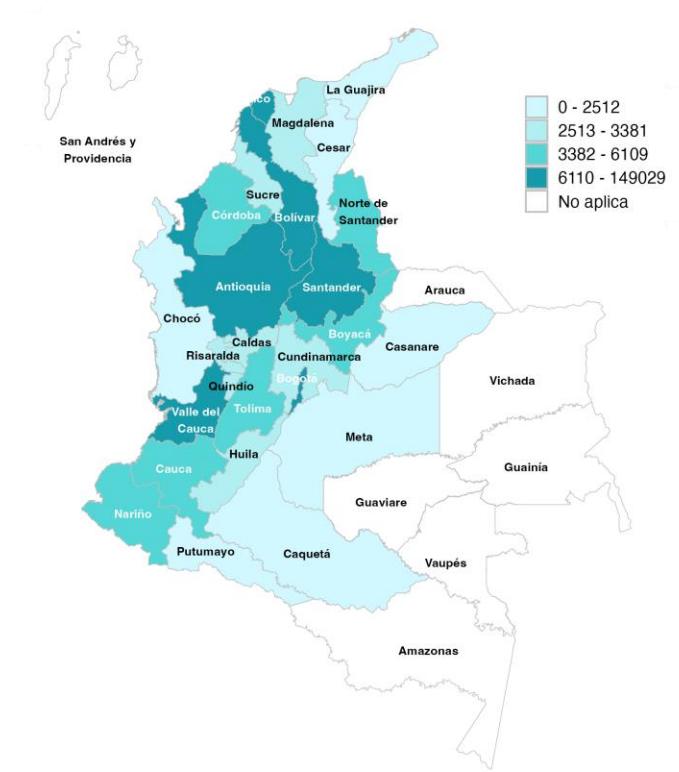 La Guajira
0 - 2512
2513 - 3381
3382 - 6109
6110 - 149029
No aplica
Magdalena
San Andrés y
Providencia
Cesar
Sucre
Norte de
Santander
Córdoba
Bolívar
Antioquia
Santander
Arauca
Chocó
Boyacá
Caldas
Casanare
Risaralda
Cundinamarca
Bogotá
Vichada
Quindío
Tolima
Valle del
Cauca
Meta
Huila
Cauca
Guainía
Guaviare
Nariño
Putumayo
Caquetá
Vaupés
Amazonas